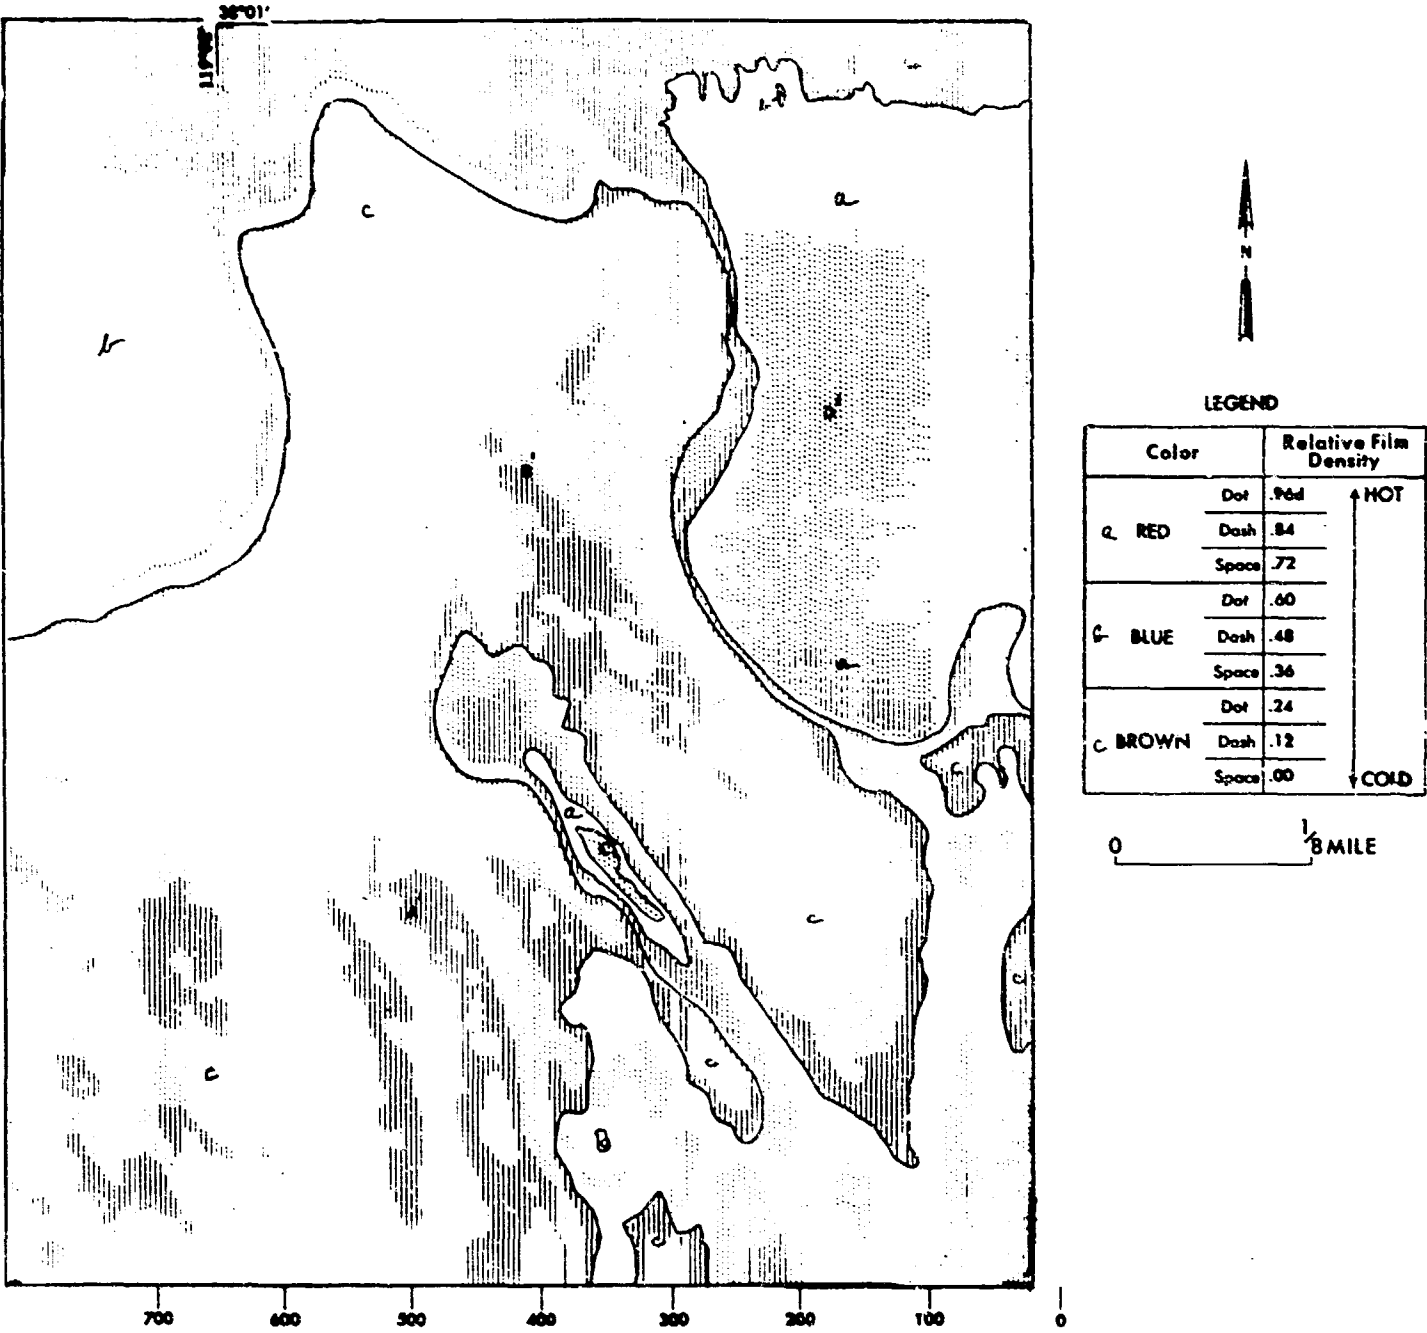 38°01'
a
c
b
a
c
a
c
c
c
c
B
c
700 600 500 400 300 200 100 0
N
LEGEND
Color Relative Film Density
a RED Dot .96d HOT
Dash .84
Space .72
b BLUE Dot .60
Dash .48
Space .36
c BROWN Dot .24
Dash .12
Space .00 COLD
0 1/8 MILE